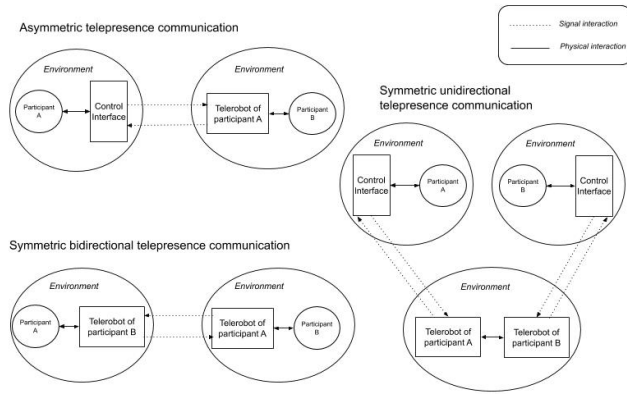 Asymmetric telepresence communication
Environment
Participant
A
Control
Interface
Environment
Telerobot of
participant A
Participant
B
Signal interaction
Physical interaction
Symmetric unidirectional
telepresence communication
Environment
Control
Interface
Participant
A
Environment
Participant
B
Control
Interface
Environment
Telerobot of
participant A
Telerobot of
participant B
Symmetric bidirectional telepresence communication
Environment
Participant
A
Telerobot of
participant B
Environment
Telerobot of
participant A
Participant
B